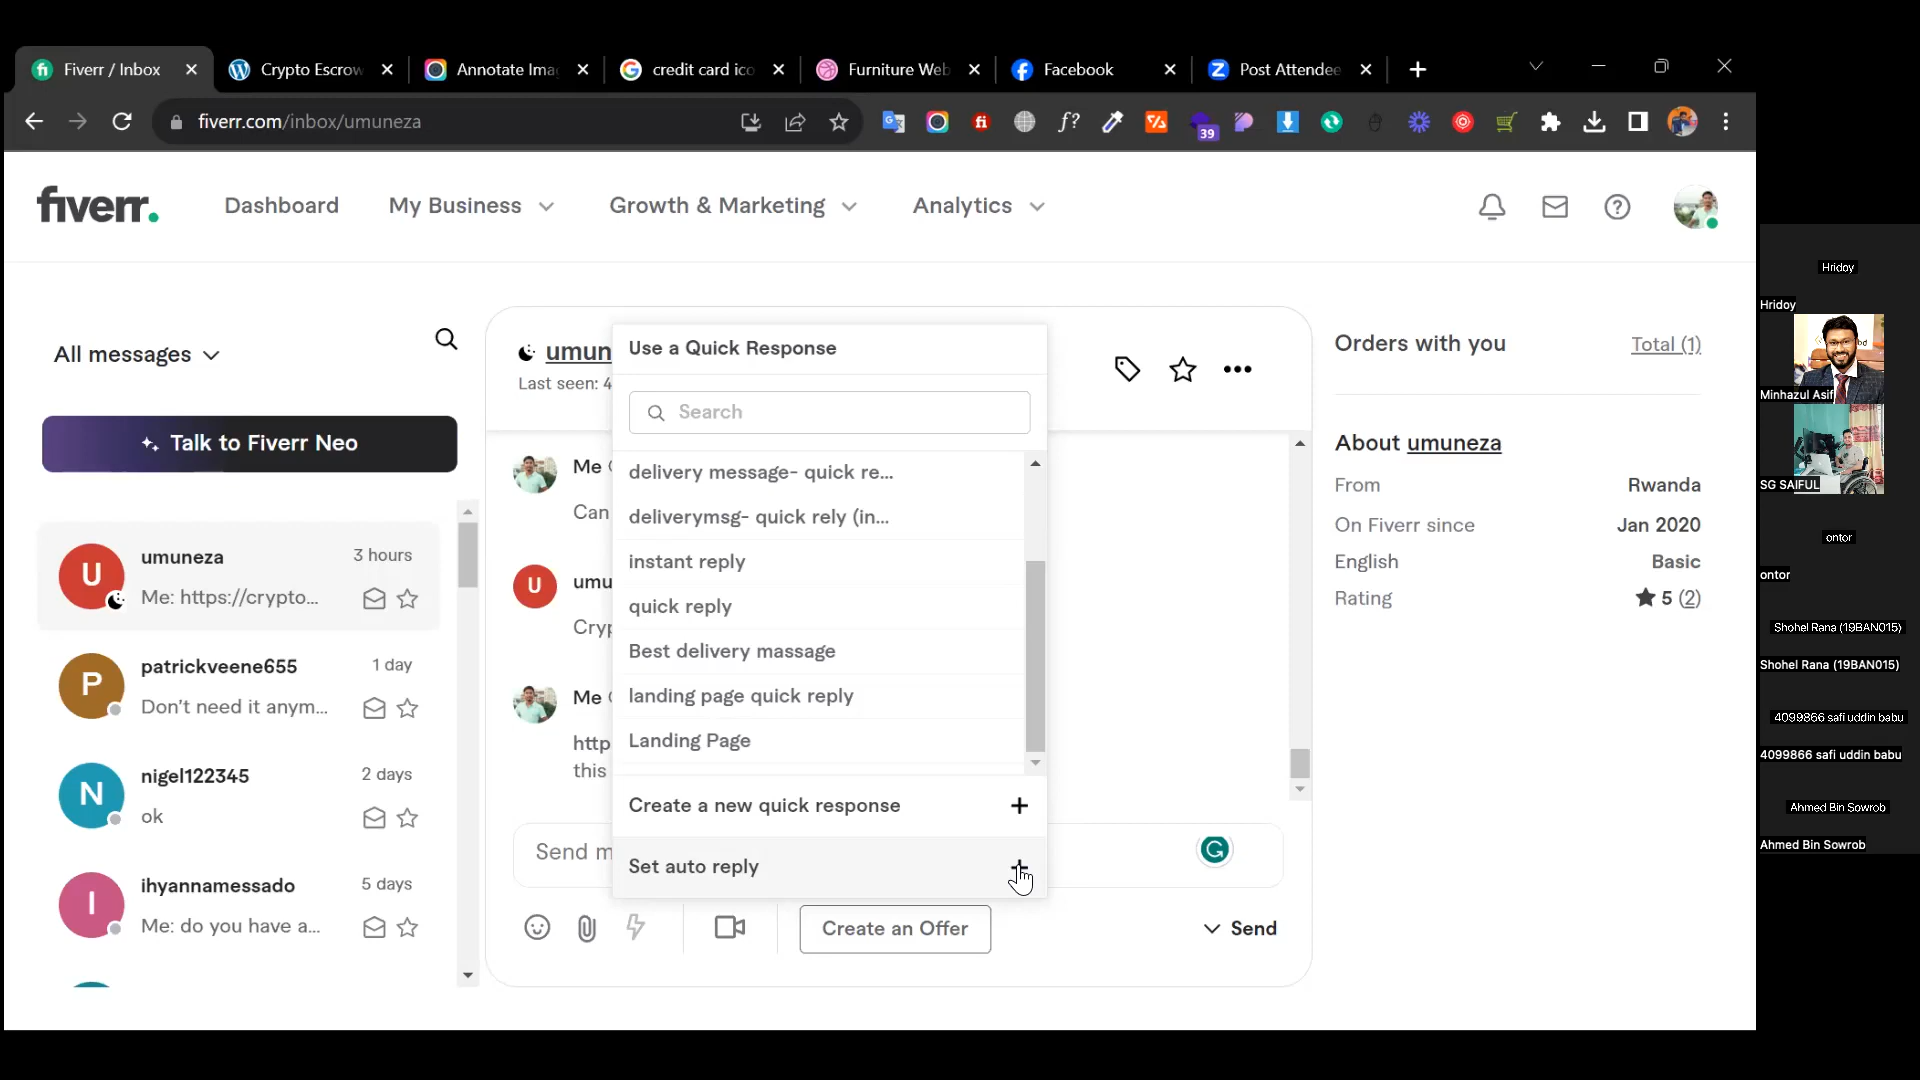 Fiverr / Inbox
Crypto Escrow
Annotate Ima
credit card ico
Furniture Web
Facebook
Post Attendee
fiverr.com/inbox/umuneza
39
fiverr.
Dashboard
My Business
Growth & Marketing
Analytics
All messages
Talk to Fiverr Neo
U
umuneza
3 hours
Me: https://crypto...
P
patrickveene655
1 day
Don't need it anym...
N
nigel122345
2 days
ok
I
ihyannamessado
5 days
Me: do you have a...
umun
Last seen: 4
Me
Can
U
umu
Cryp
Me
http
this
Send m
Use a Quick Response
Search
delivery message- quick re...
deliverymsg- quick rely (in...
instant reply
quick reply
Best delivery massage
landing page quick reply
Landing Page
Create a new quick response
Set auto reply
Create an Offer
Send
Orders with you
Total (1)
About umuneza
From
Rwanda
On Fiverr since
Jan 2020
English
Basic
Rating
5 (2)
Hridoy
Hridoy
Minhazul Asif
SG SAIFUL
ontor
ontor
Shohel Rana (19BAN015)
Shohel Rana (19BAN015)
4099866 safi uddin babu
4099866 safi uddin babu
Ahmed Bin Sowrob
Ahmed Bin Sowrob